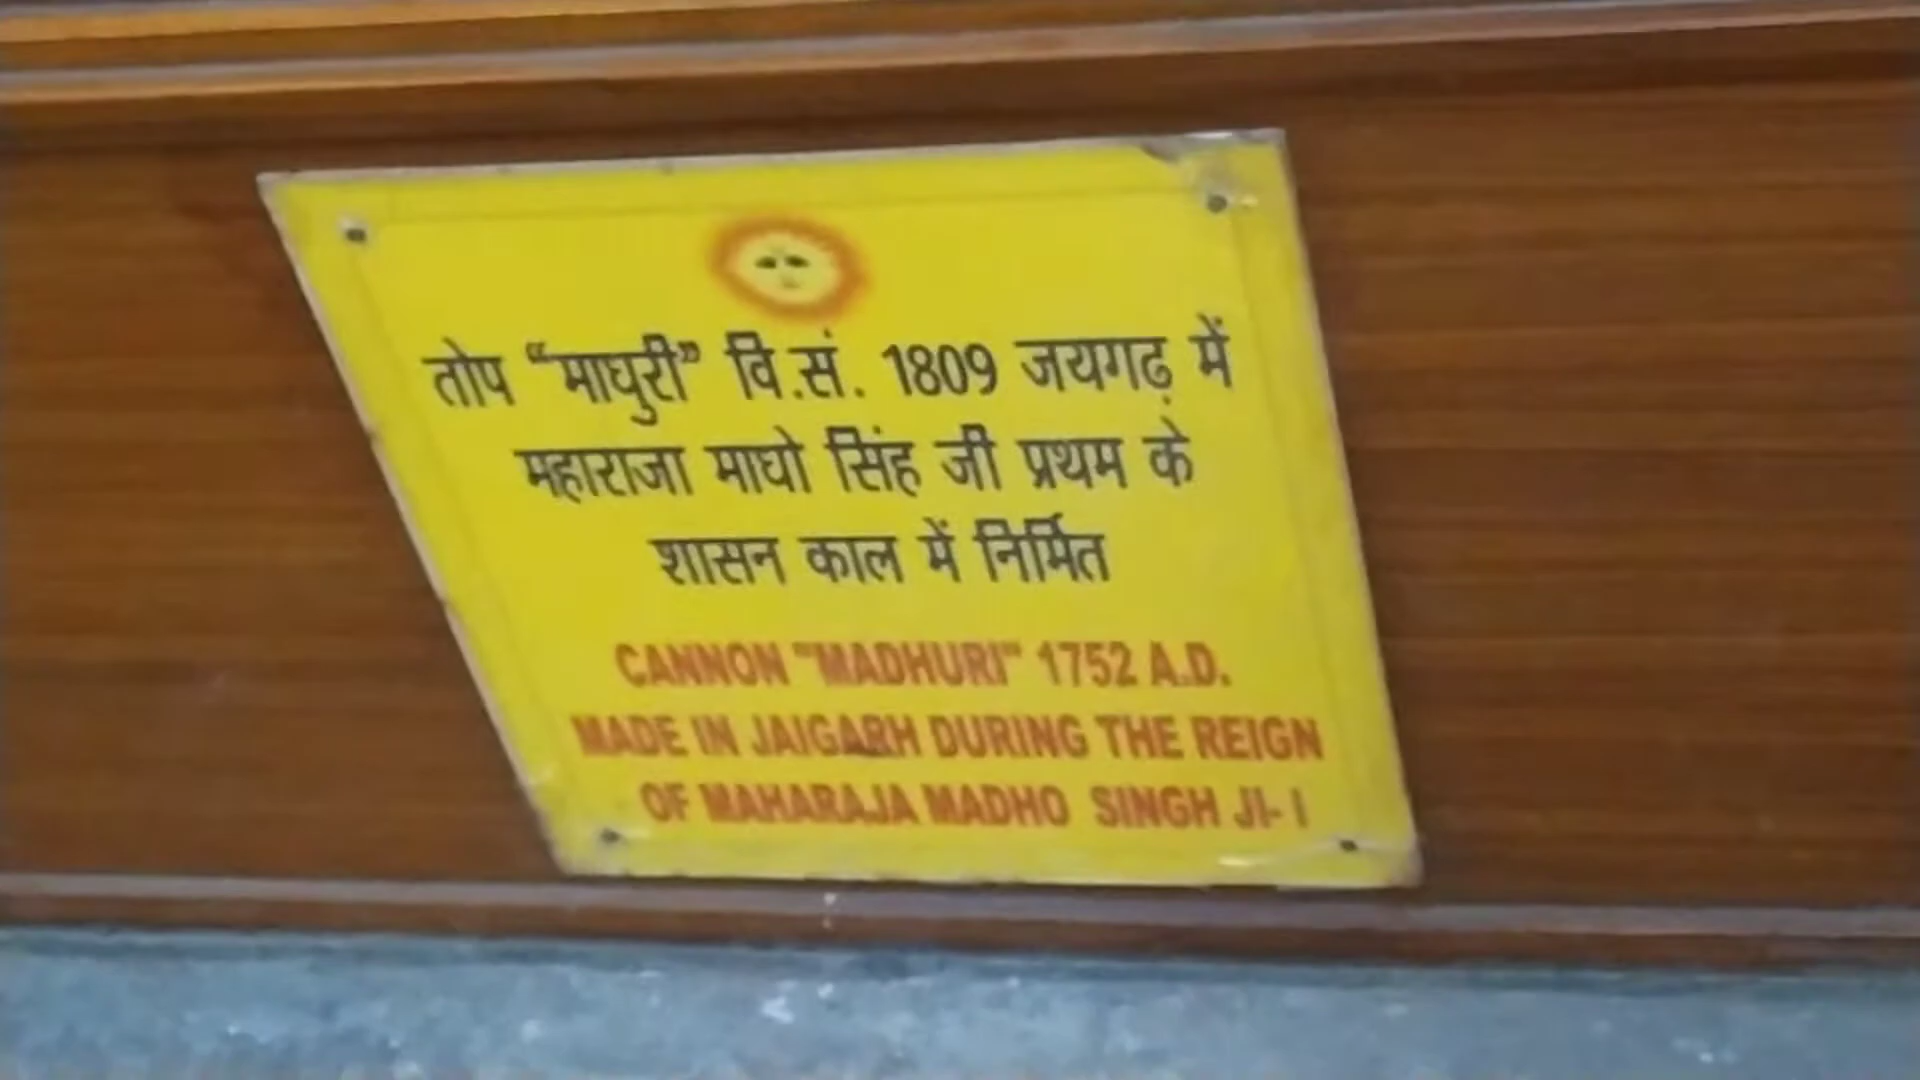 तोप “माधुरी” वि.सं. 1809 जयगढ़ में
महाराजा माधो सिंह जी प्रथम के
शासन काल में निर्मित
CANNON "MADHURI" 1752 A.D.
MADE IN JAIGARH DURING THE REIGN
OF MAHARAJA MADHO SINGH JI- I